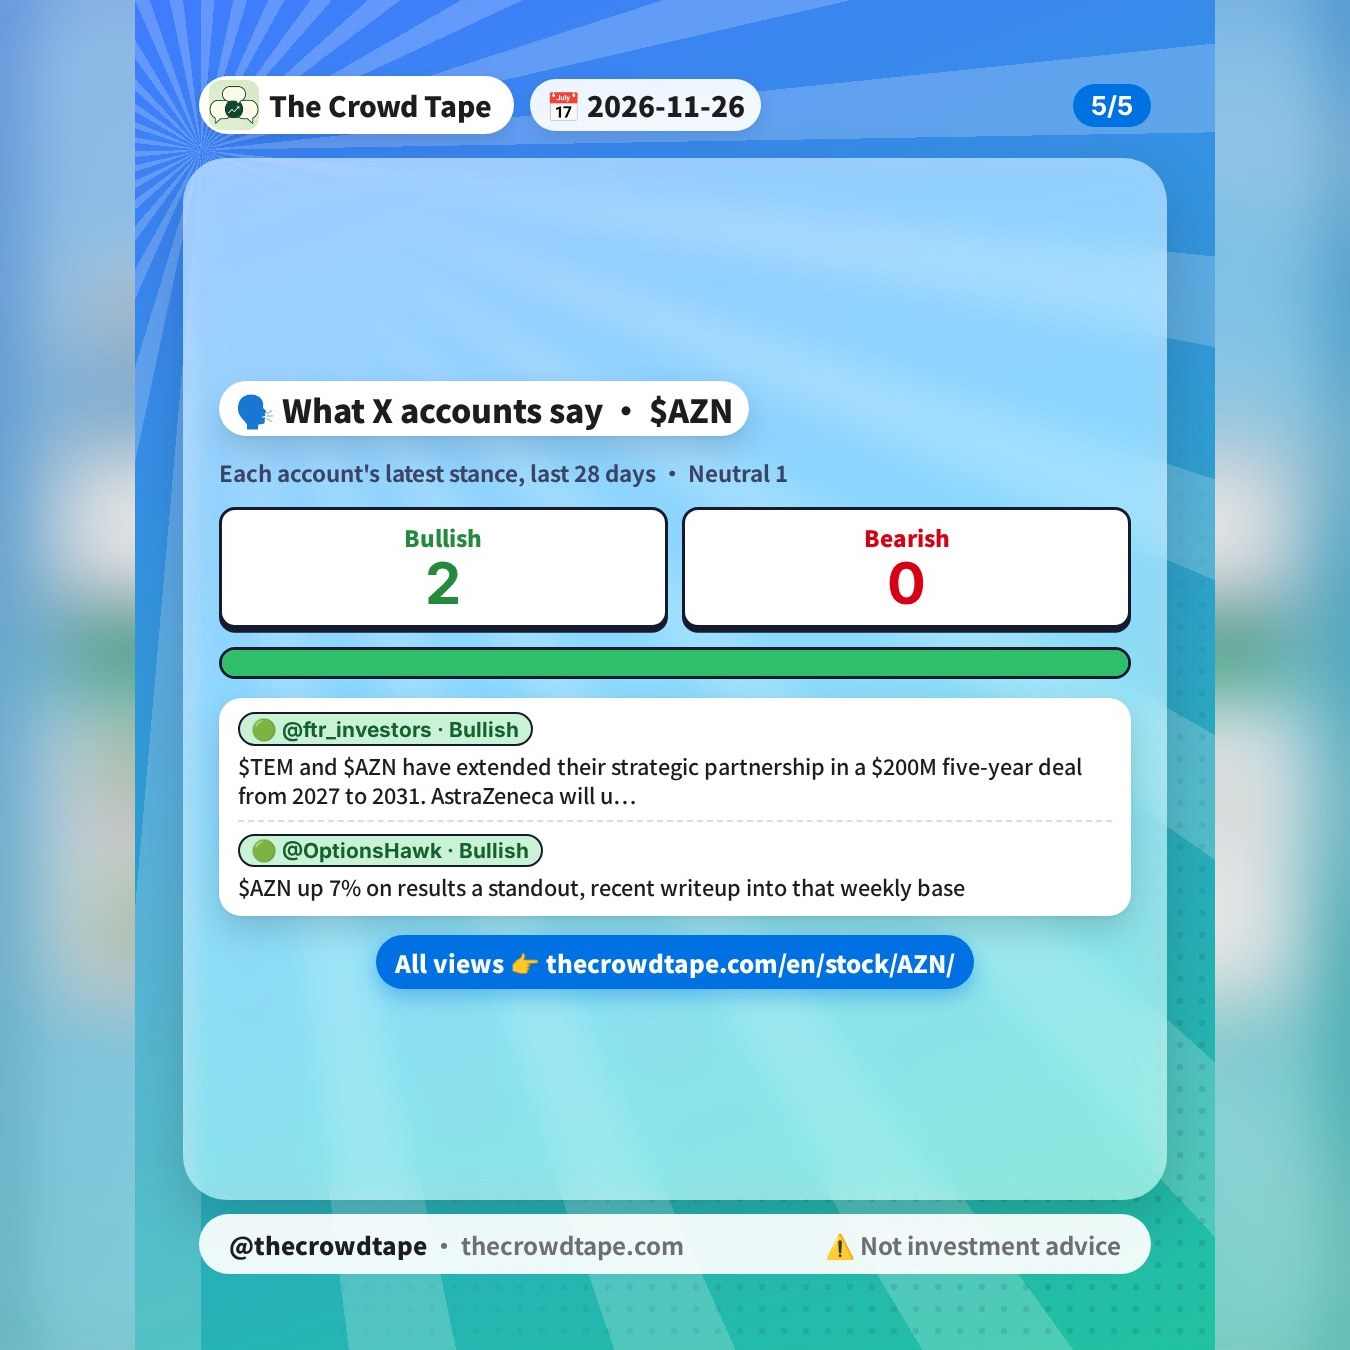 The Crowd Tape
📅 2026-11-26
5/5
🗣️ What X accounts say • $AZN
Each account's latest stance, last 28 days • Neutral 1
Bullish
2
Bearish
0
🟢 @ftr_investors · Bullish
$TEM and $AZN have extended their strategic partnership in a $200M five-year deal
from 2027 to 2031. AstraZeneca will u…
🟢 @OptionsHawk · Bullish
$AZN up 7% on results a standout, recent writeup into that weekly base
All views 👉 thecrowdtape.com/en/stock/AZN/
@thecrowdtape • thecrowdtape.com
⚠️ Not investment advice